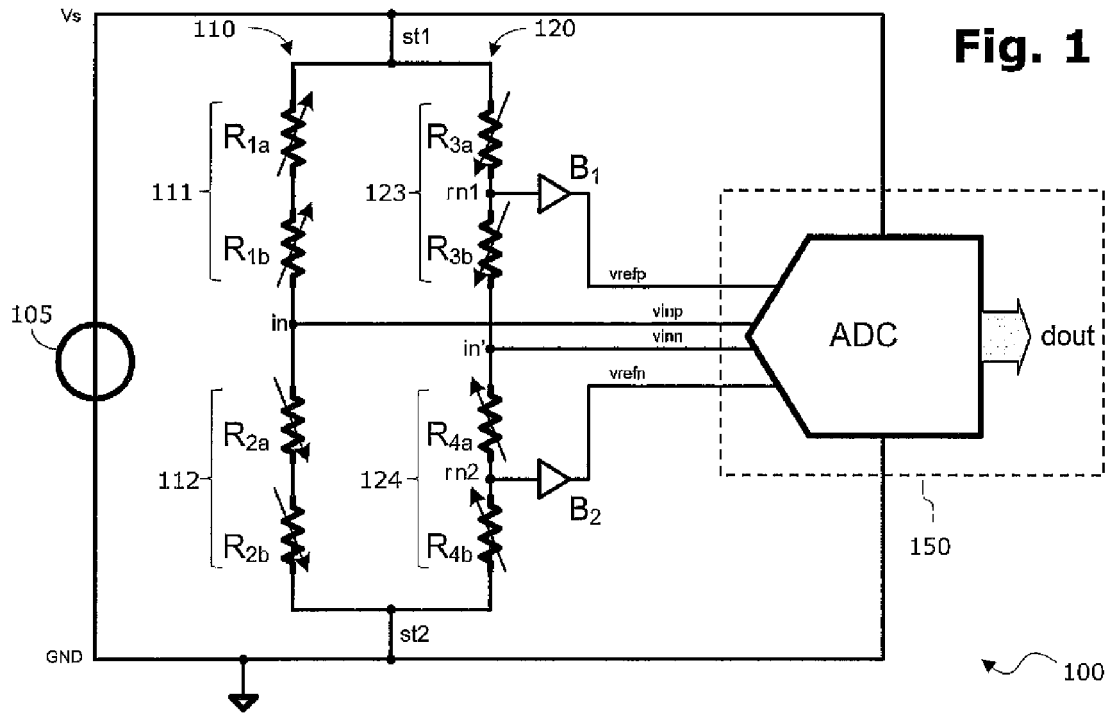 Vs
110
st1
120
Fig. 1
R1a
R3a
B1
111
123
rn1
R1b
R3b
vrefp
105
in
vinp
ADC
dout
in'
vinn
vrefn
R2a
R4a
112
124
rn2
B2
R2b
R4b
150
st2
GND
100